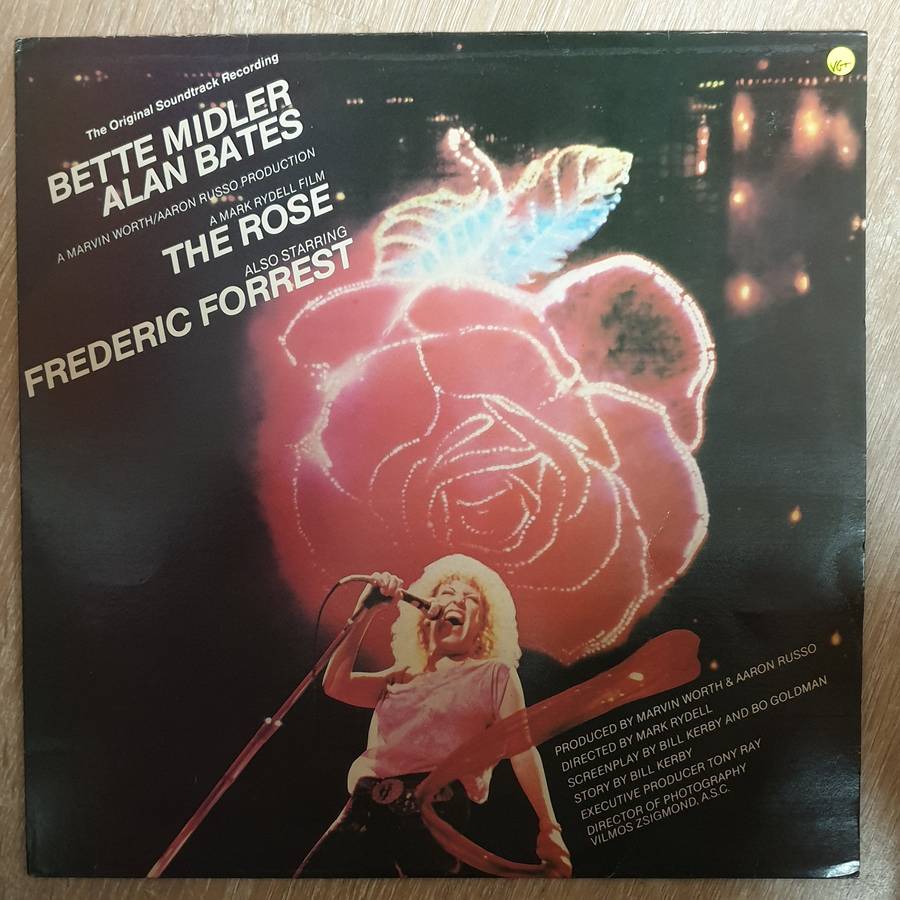 The Original Soundtrack Recording
BETTE MIDLER
ALAN BATES
A MARVIN WORTH/AARON RUSSO PRODUCTION
A MARK RYDELL FILM
THE ROSE
ALSO STARRING
FREDERIC FORREST
VG+
PRODUCED BY MARVIN WORTH & AARON RUSSO
DIRECTED BY MARK RYDELL
SCREENPLAY BY BILL KERBY AND BO GOLDMAN
STORY BY BILL KERBY
EXECUTIVE PRODUCER TONY RAY
DIRECTOR OF PHOTOGRAPHY
VILMOS ZSIGMOND, A.S.C.